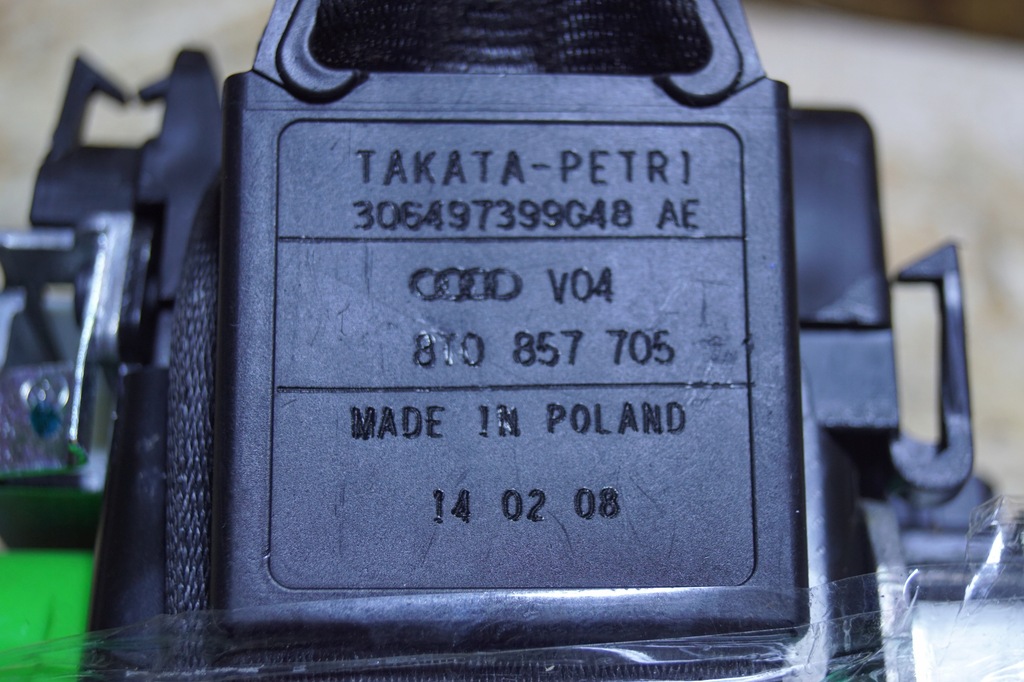 TAKATA-PETRI
306497399G48 AE
V04
8T0 857 705
MADE IN POLAND
14 02 08